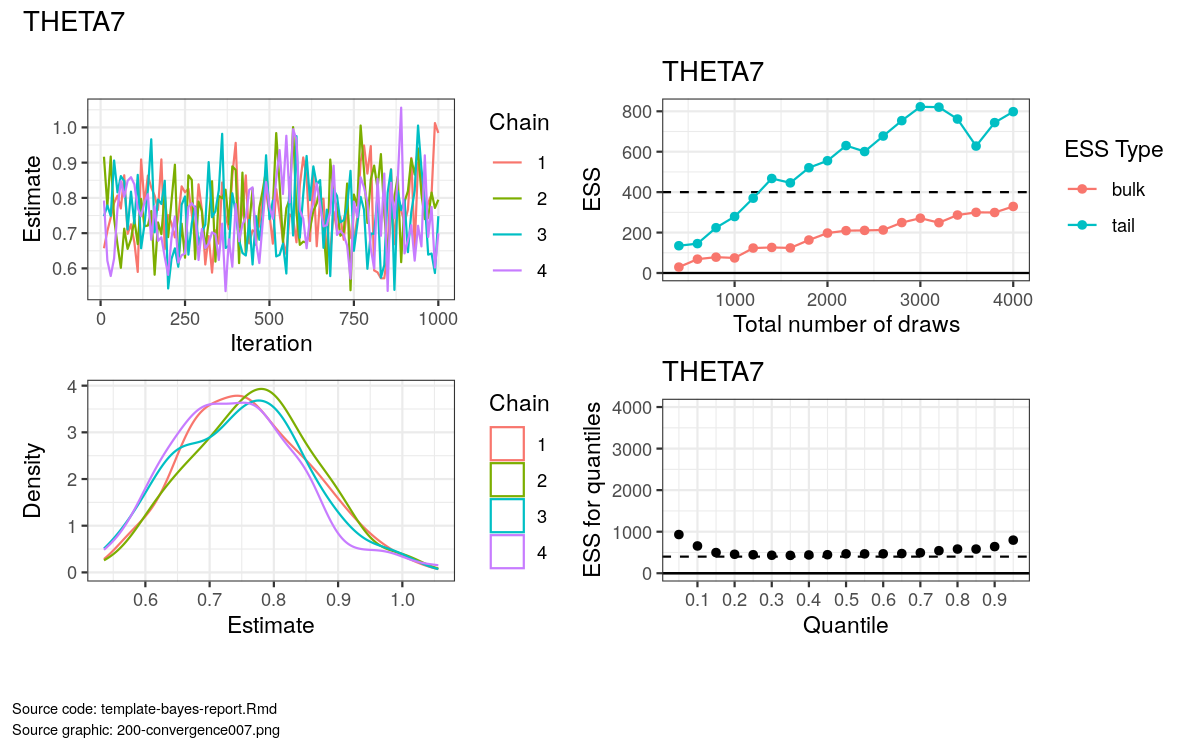 THETA7
Estimate
1.0
0.9
0.8
0.7
0.6
0 250 500 750 1000
Iteration
Chain
1
2
3
4
THETA7
ESS
800
600
400
200
0
1000 2000 3000 4000
Total number of draws
ESS Type
bulk
tail
Density
4
3
2
1
0
0.6 0.7 0.8 0.9 1.0
Estimate
Chain
1
2
3
4
THETA7
ESS for quantiles
4000
3000
2000
1000
0
0.1 0.2 0.3 0.4 0.5 0.6 0.7 0.8 0.9
Quantile
Source code: template-bayes-report.Rmd
Source graphic: 200-convergence007.png